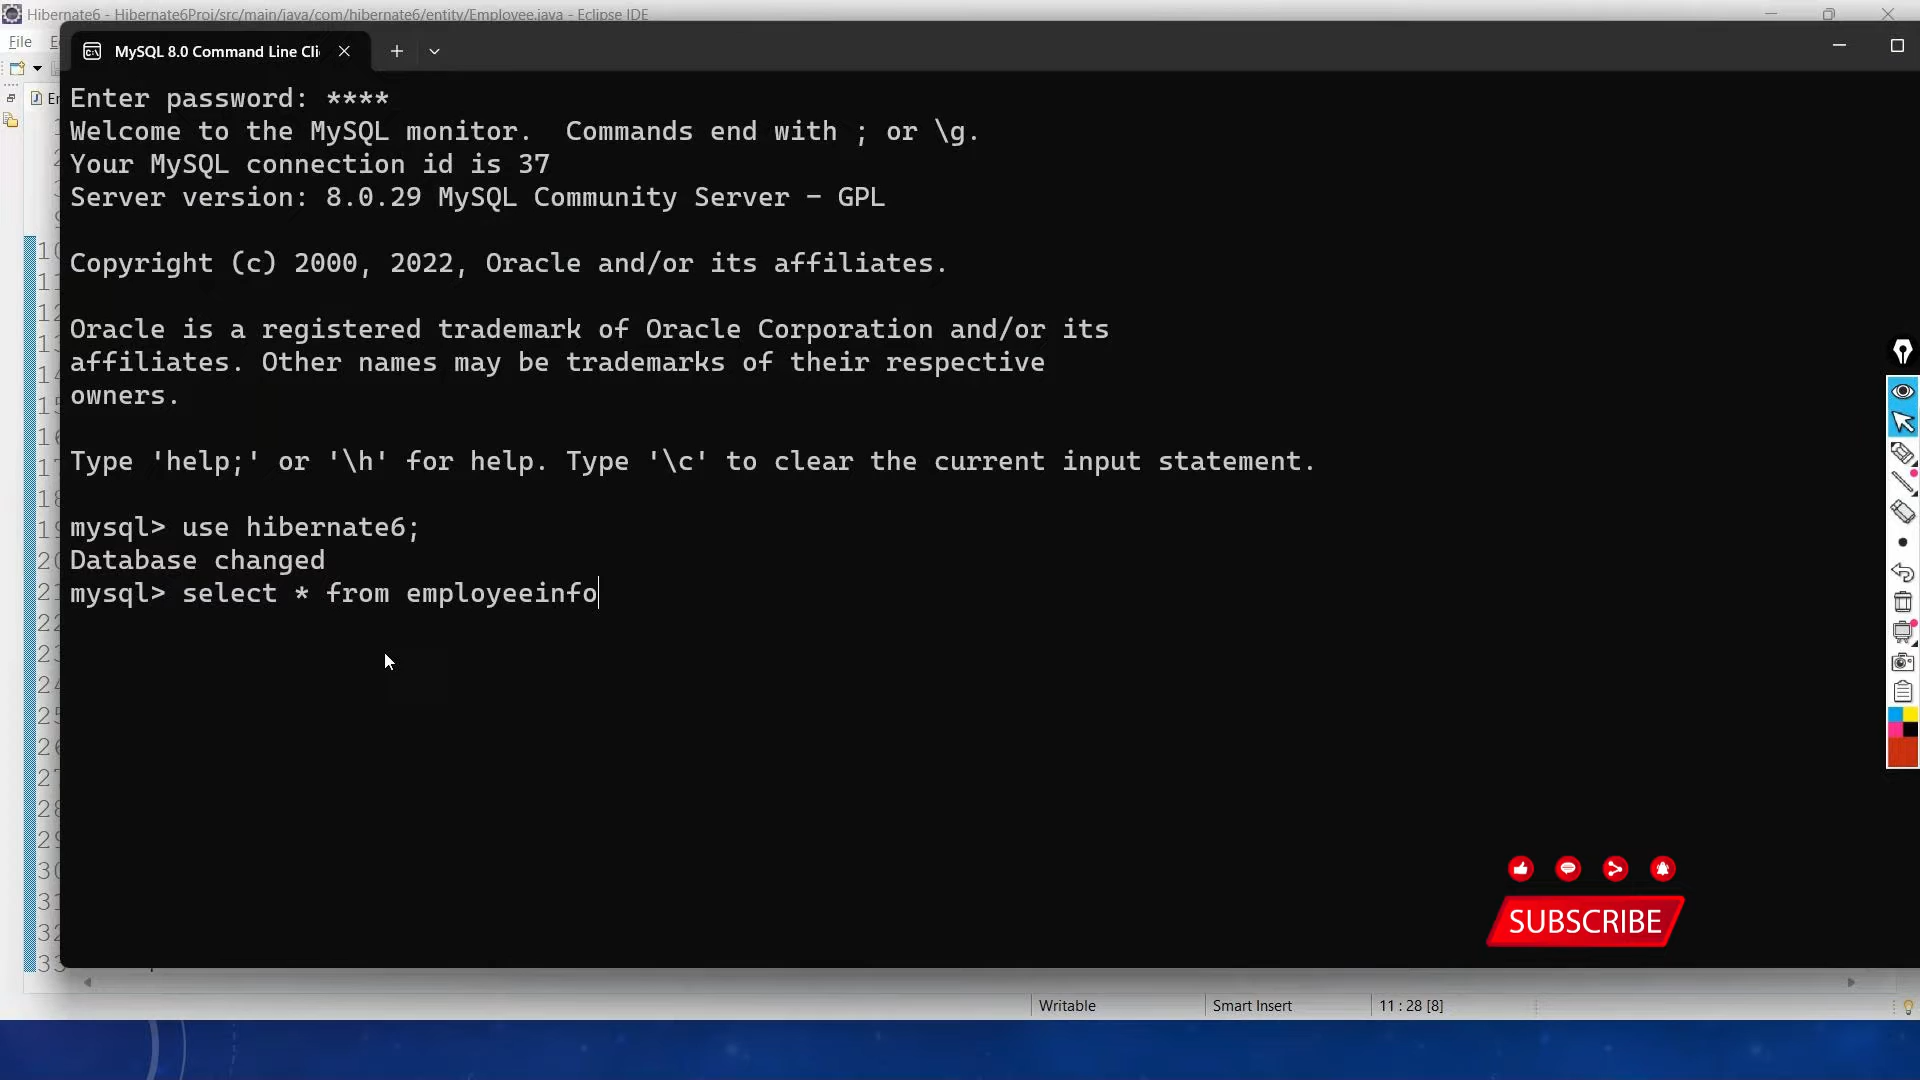 Hibernate6 - Hibernate6Proj/src/main/java/com/hibernate6/entity/Employee.java - Eclipse IDE
File
MySQL 8.0 Command Line Cli
Enter password: ****
Welcome to the MySQL monitor.  Commands end with ; or \g.
Your MySQL connection id is 37
Server version: 8.0.29 MySQL Community Server - GPL
Copyright (c) 2000, 2022, Oracle and/or its affiliates.
Oracle is a registered trademark of Oracle Corporation and/or its
affiliates. Other names may be trademarks of their respective
owners.
Type 'help;' or '\h' for help. Type '\c' to clear the current input statement.
mysql> use hibernate6;
Database changed
mysql> select * from employeeinfo
SUBSCRIBE
Writable
Smart Insert
11 : 28 [8]